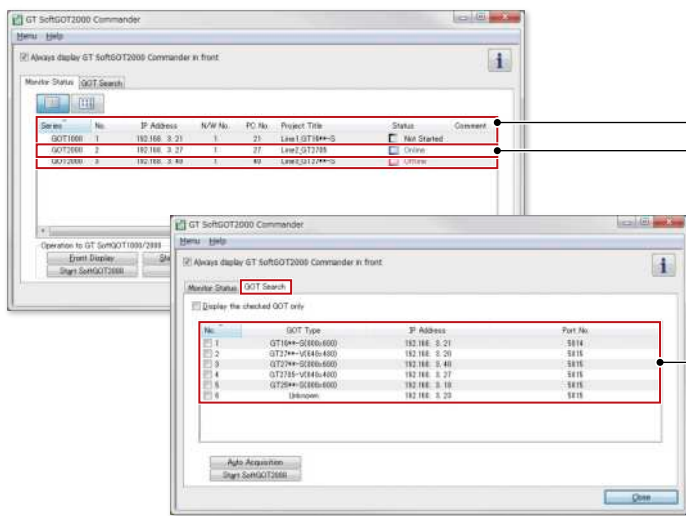 GT SoftGOT2000 Commander
Menu Help
Always display GT SoftGOT2000 Commander in front
Monitor Status GOT Search
Series No. IP Address N/W No. PC No. Project Title Status Comment
GOT1000 1 192.168. 3. 21 1 21 Line1_GT16**-S Not Started
GOT2000 2 192.168. 3. 27 1 27 Line2_GT2705 Online
GOT2000 3 192.168. 3. 40 1 40 Offline
Operation to GT SoftGOT1000/2000
Front Display
Start SoftGOT2000
GT SoftGOT2000 Commander
Menu Help
Always display GT SoftGOT2000 Commander in front
Monitor Status GOT Search
Display the checked GOT only
No. GOT Type IP Address Port No.
1 GT16**-S(800x600) 192.168. 3. 21 5014
2 GT27**-V(640x480) 192.168. 3. 20 5015
3 GT27**-S(800x600) 192.168. 3. 40 5015
4 192.168. 3. 27 5015
5 GT25**-S(800x600) 192.168. 3. 10 5015
6 Unknown 192.168. 3. 23 5015
Auto Acquisition
Start SoftGOT2000
Close